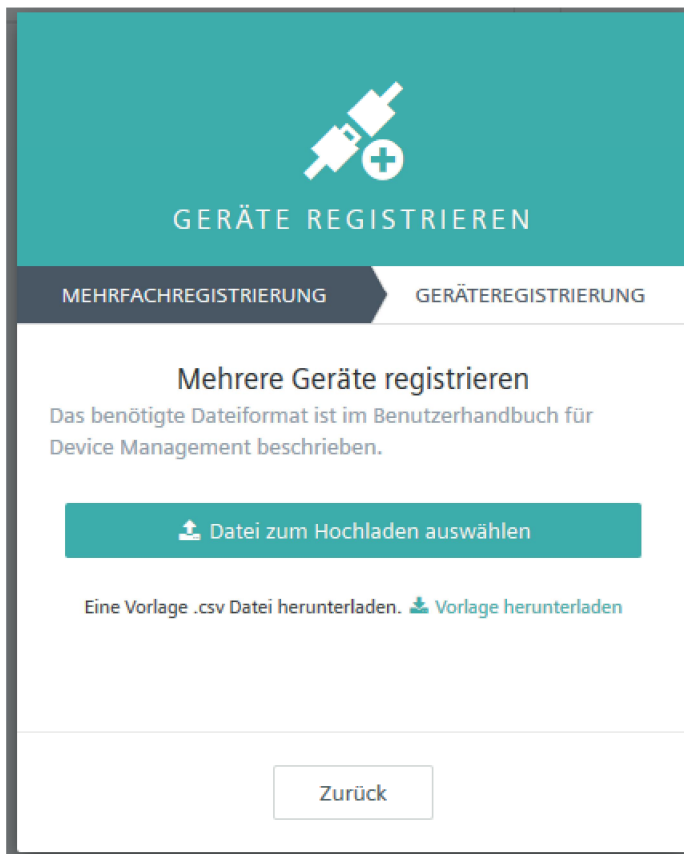 GERÄTE REGISTRIEREN
MEHRFACHREGISTRIERUNG
GERÄTEREGISTRIERUNG
Mehrere Geräte registrieren
Das benötigte Dateiformat ist im Benutzerhandbuch für
Device Management beschrieben.
Datei zum Hochladen auswählen
Eine Vorlage .csv Datei herunterladen. Vorlage herunterladen
Zurück